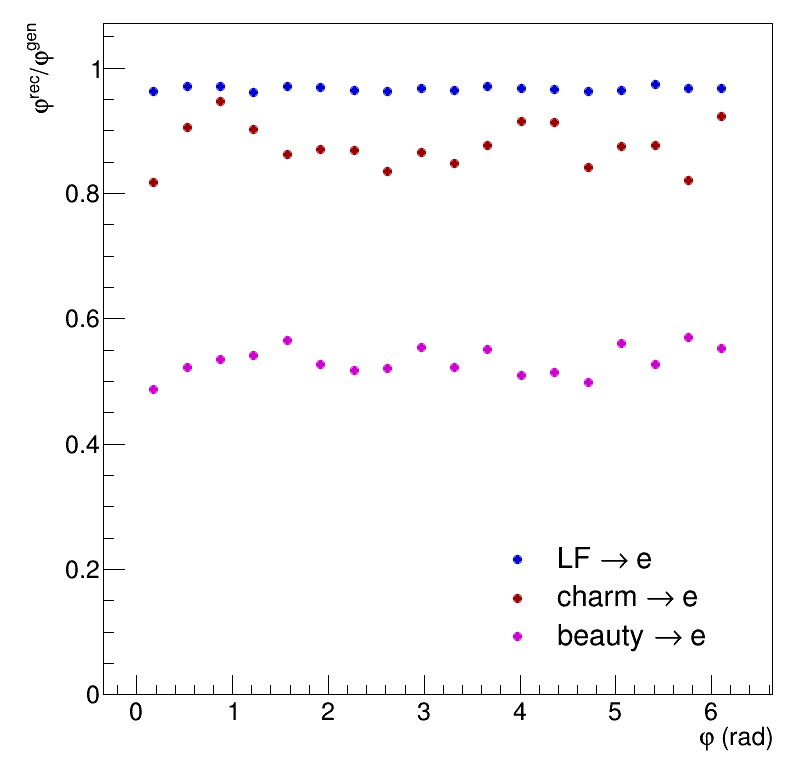 φʳᵉᶜ/φᵍᵉⁿ
1
0.8
0.6
0.4
0.2
0
LF → e
charm → e
beauty → e
0 1 2 3 4 5 6
φ (rad)